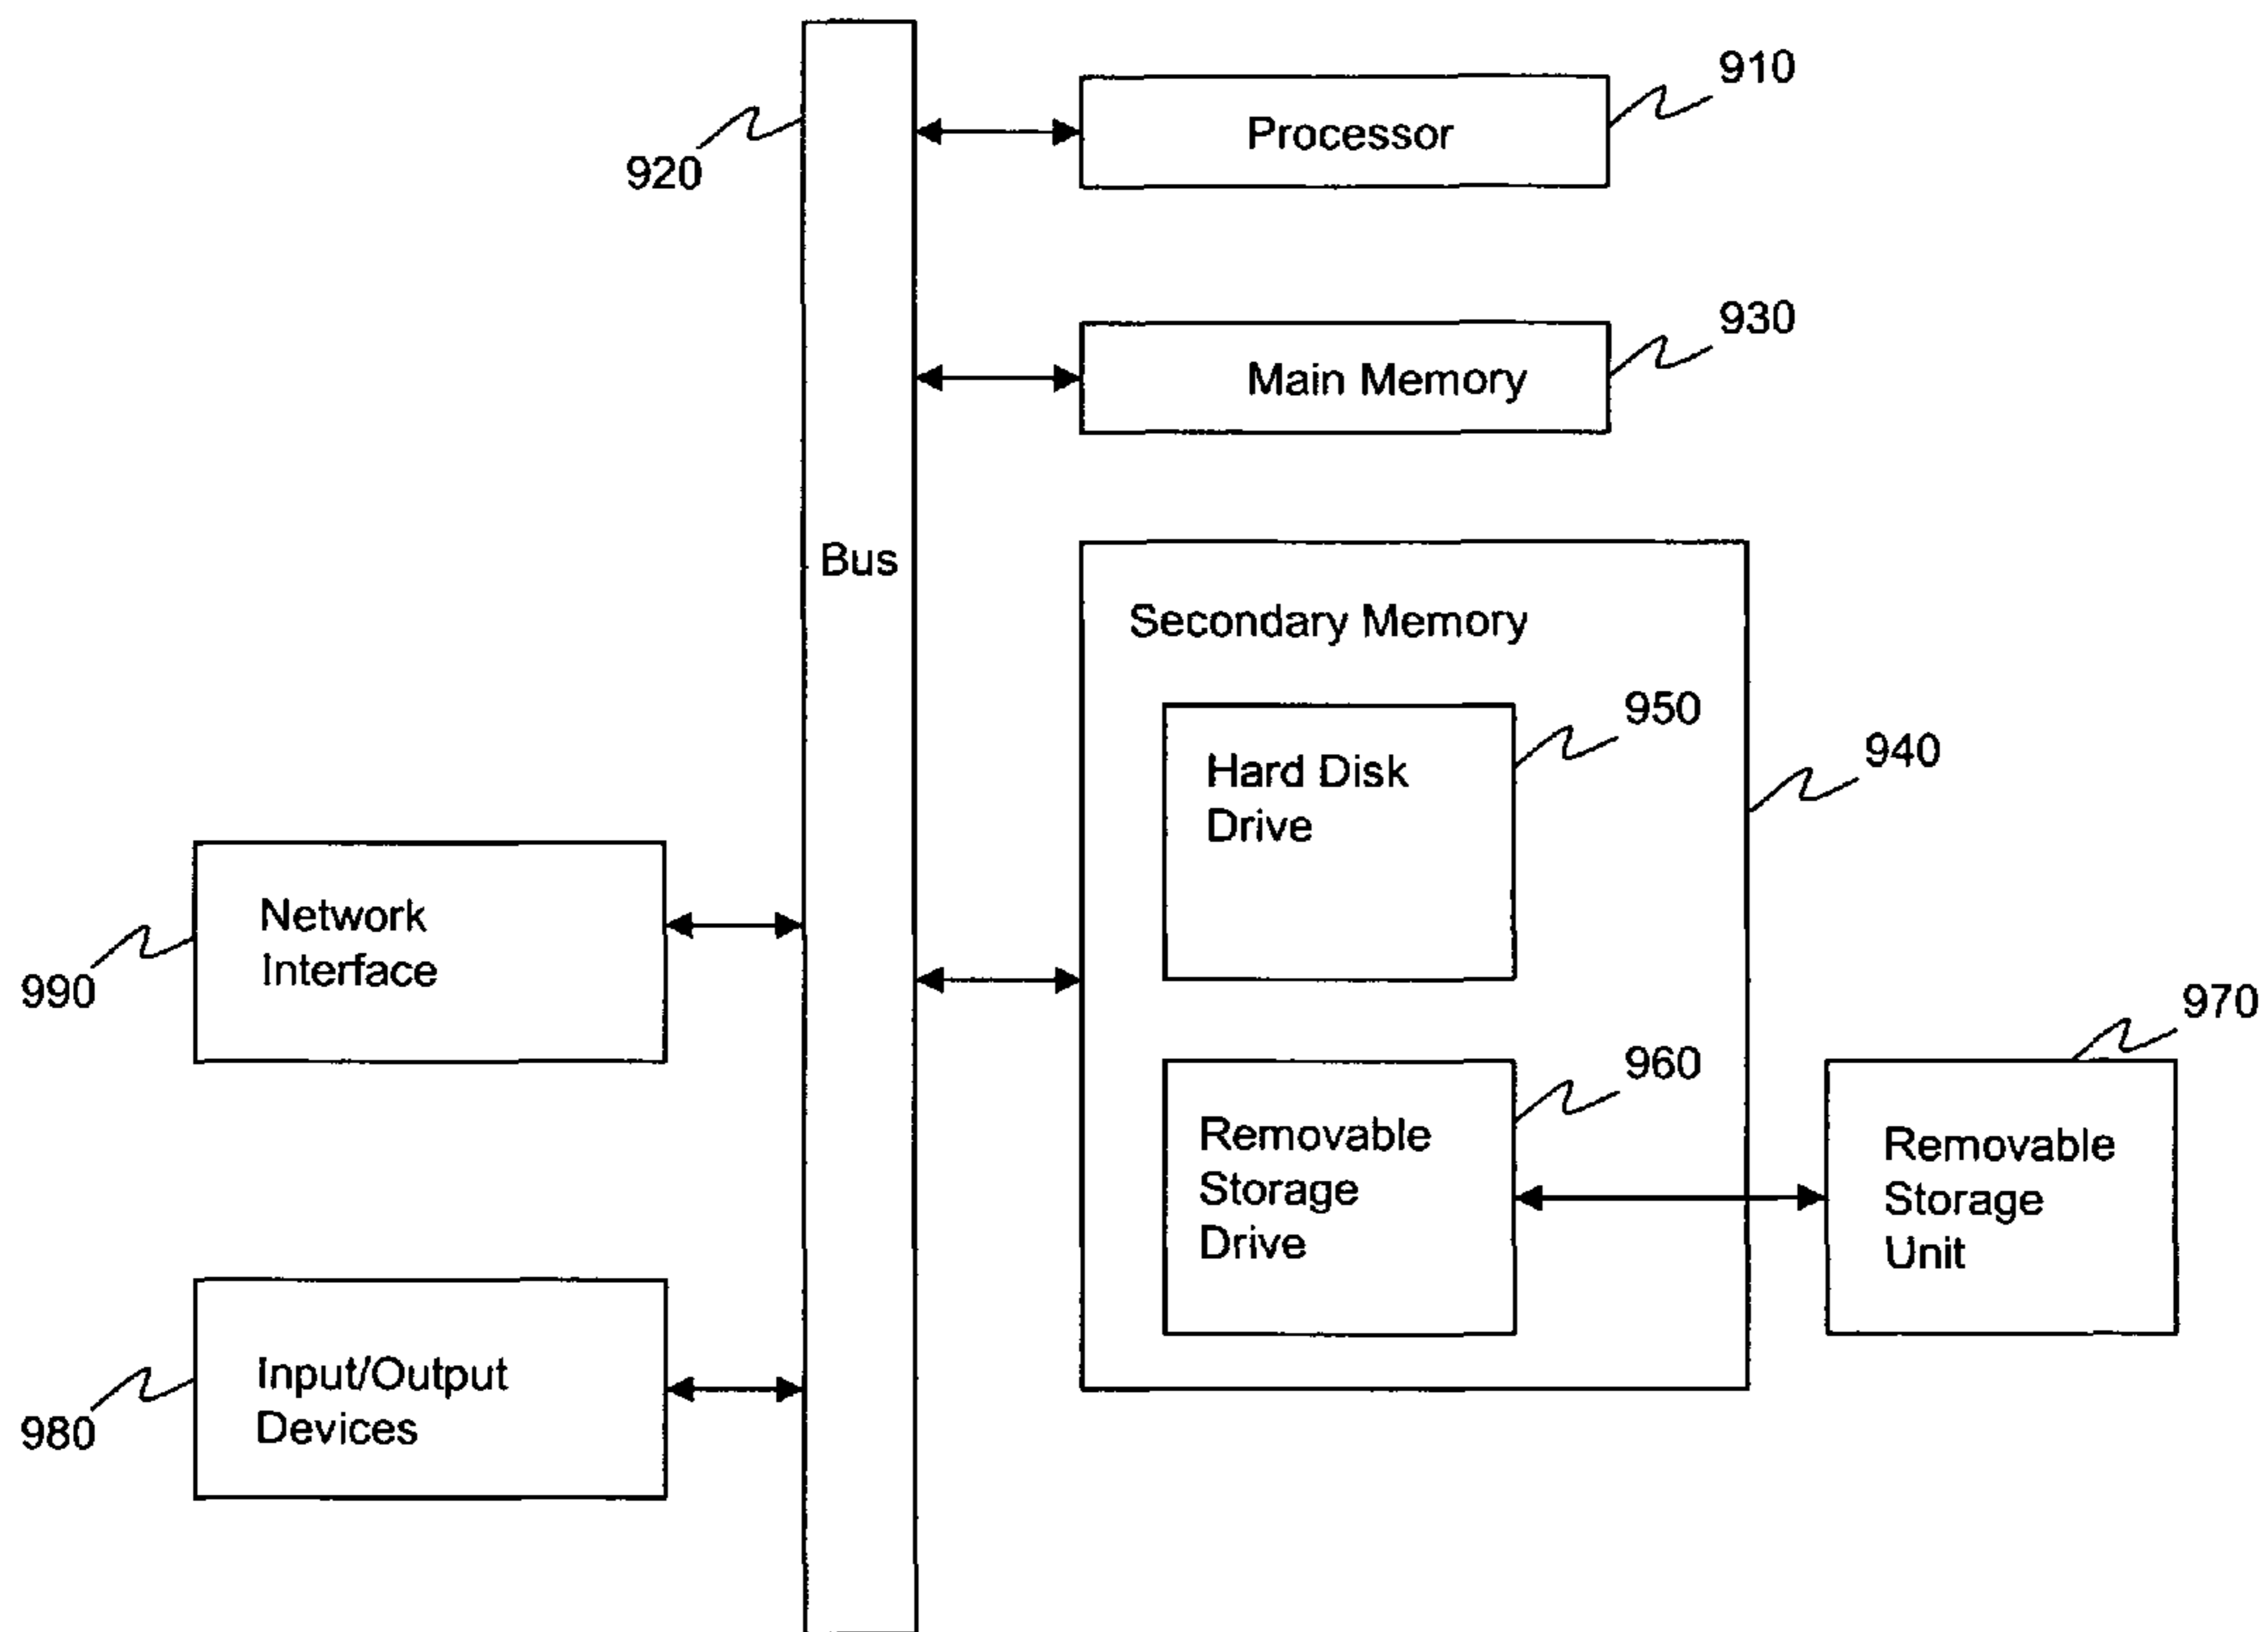 910
Processor
920
930
Main Memory
Bus
Secondary Memory
950
Hard Disk
Drive
940
Network
Interface
990
970
960
Removable
Storage
Drive
Removable
Storage
Unit
Input/Output
Devices
980